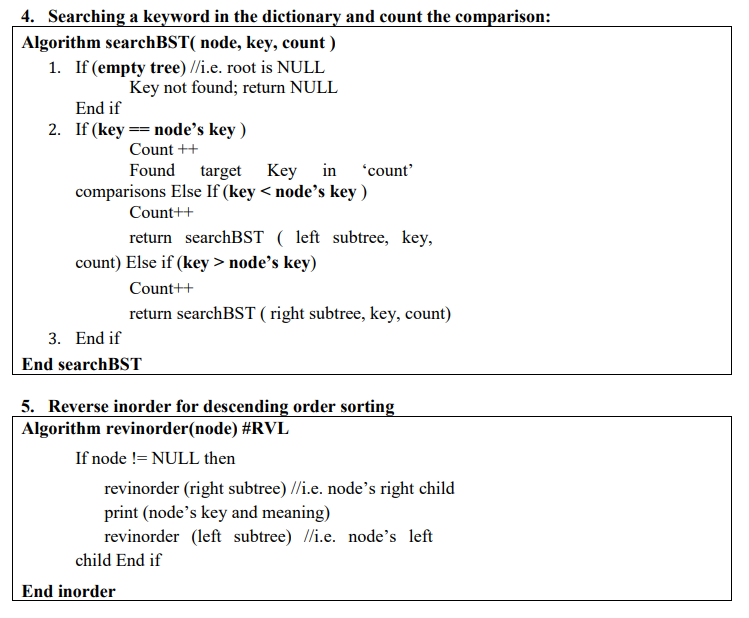 4. Searching a keyword in the dictionary and count the comparison:
Algorithm searchBST( node, key, count )
1. If (empty tree) //i.e. root is NULL
Key not found; return NULL
End if
2. If (key == node’s key )
Count ++
Found target Key in ‘count’
comparisons Else If (key < node’s key )
Count++
return searchBST ( left subtree, key,
count) Else if (key > node’s key)
Count++
return searchBST ( right subtree, key, count)
3. End if
End searchBST
5. Reverse inorder for descending order sorting
Algorithm revinorder(node) #RVL
If node != NULL then
revinorder (right subtree) //i.e. node’s right child
print (node’s key and meaning)
revinorder (left subtree) //i.e. node’s left
child End if
End inorder